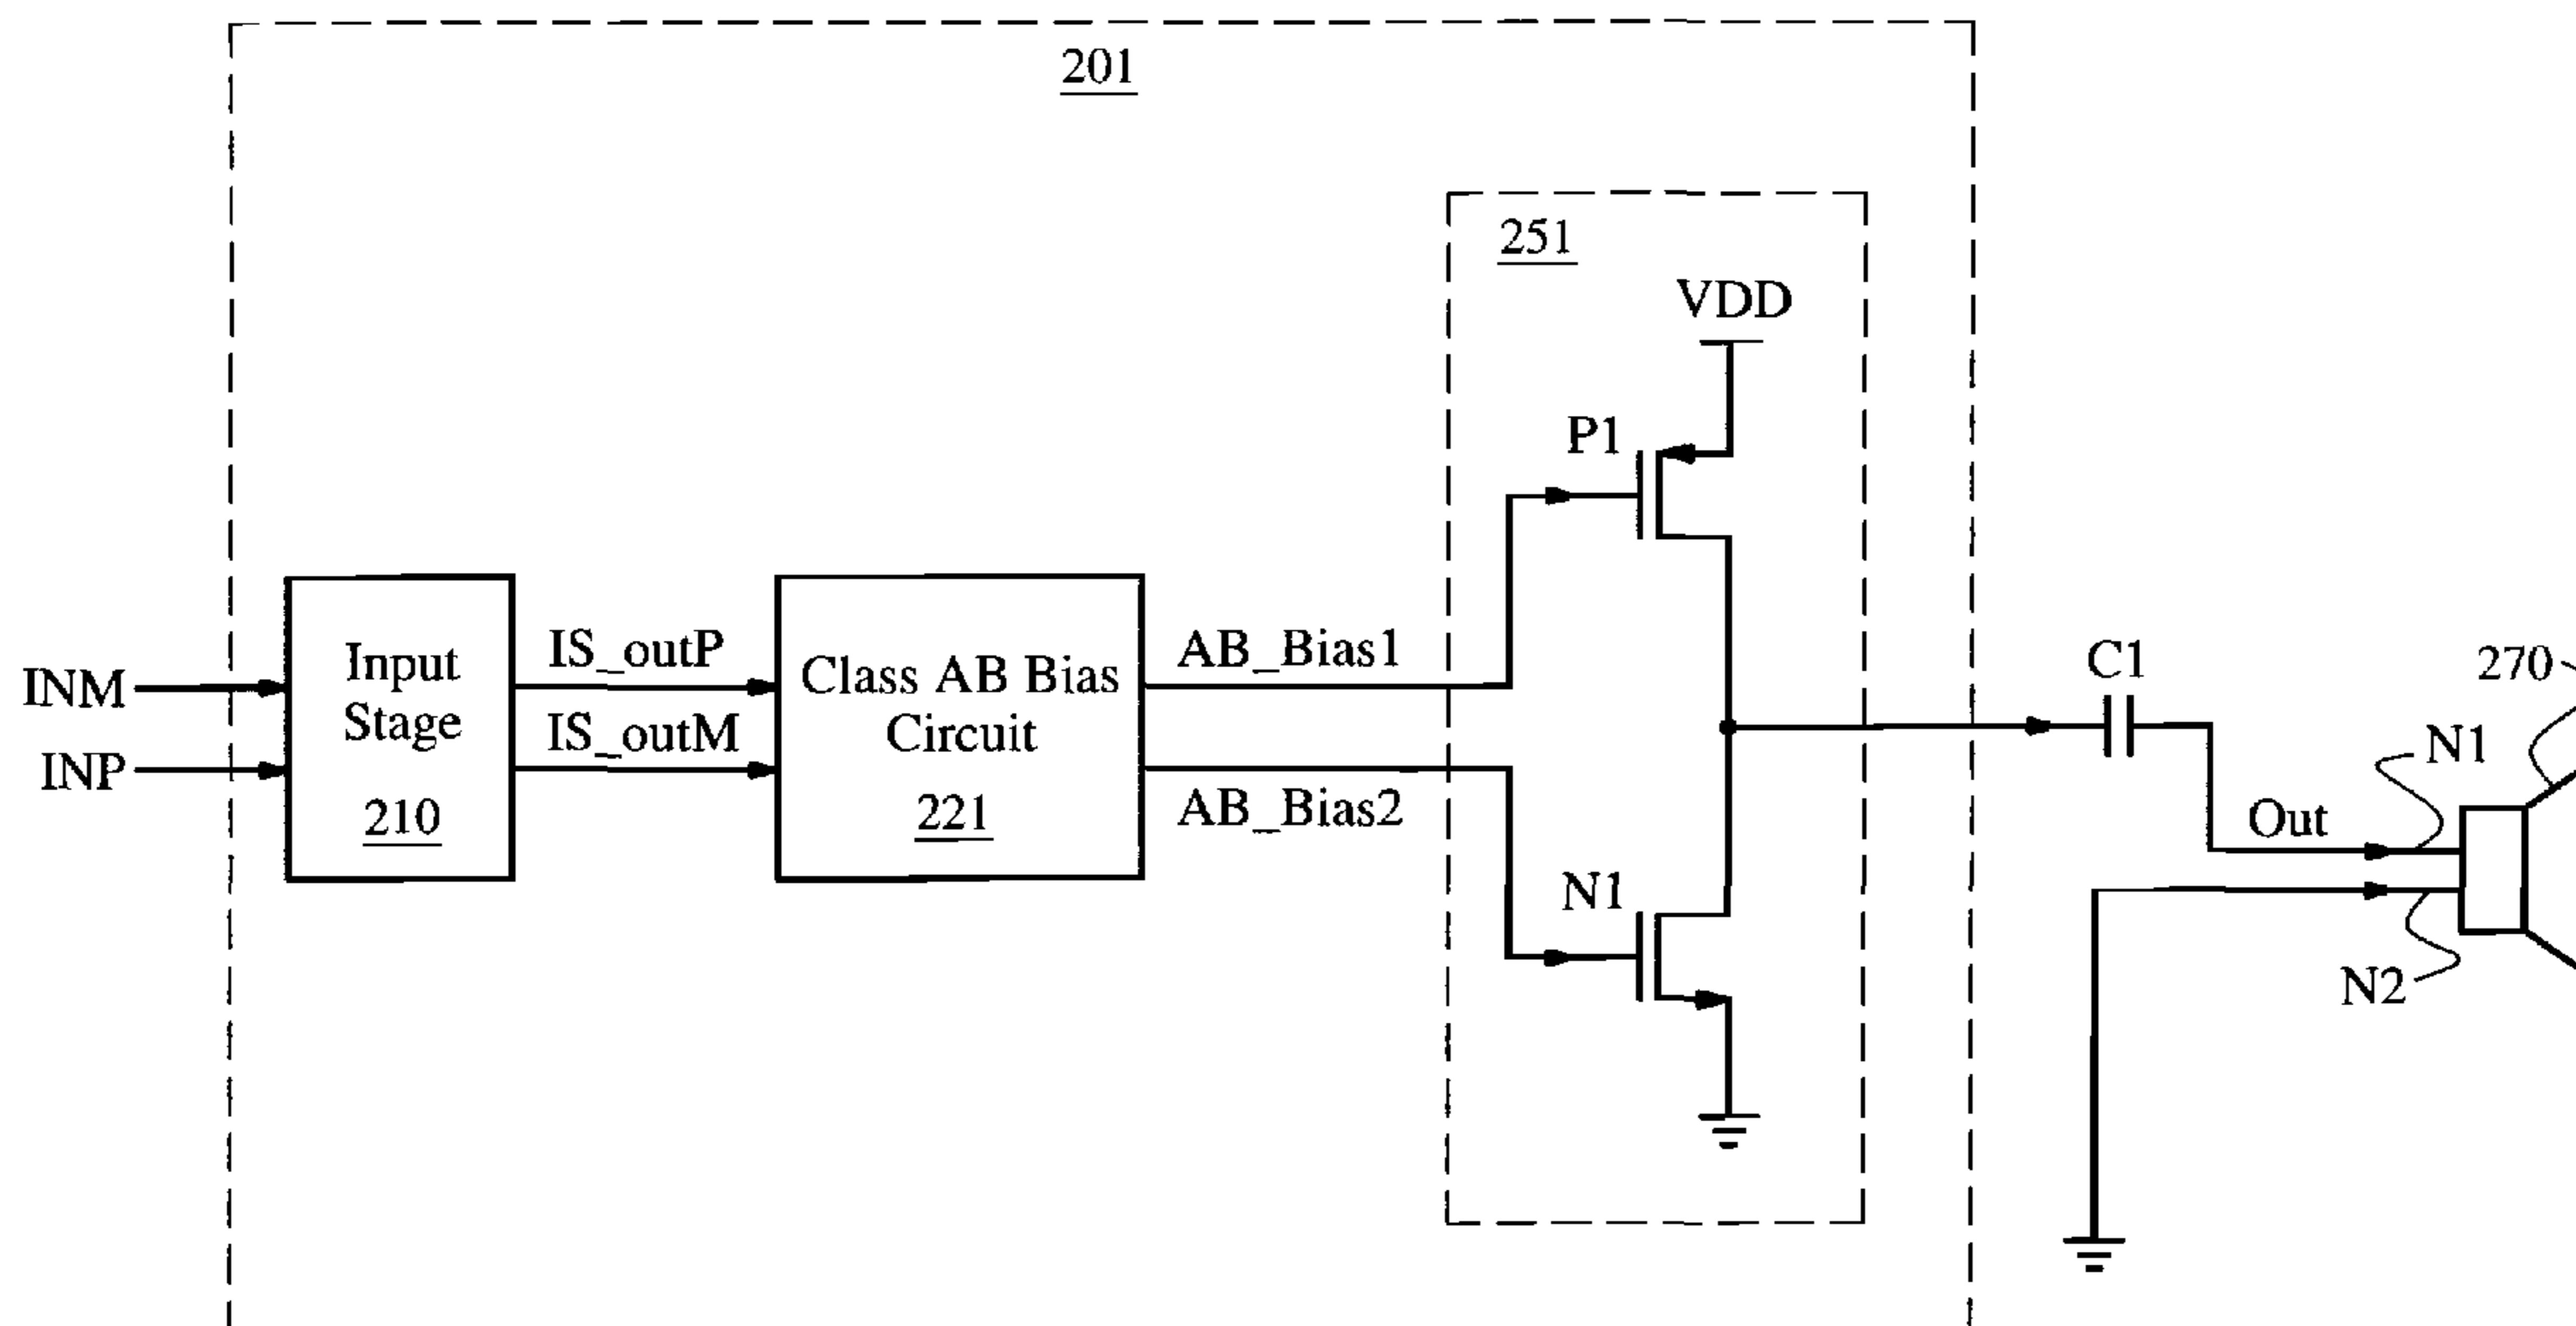 201
251
VDD
P1
INM
INP
Input
Stage
210
IS_outP
IS_outM
Class AB Bias
Circuit
221
AB_Bias1
AB_Bias2
N1
C1
Out
N1
N2
270